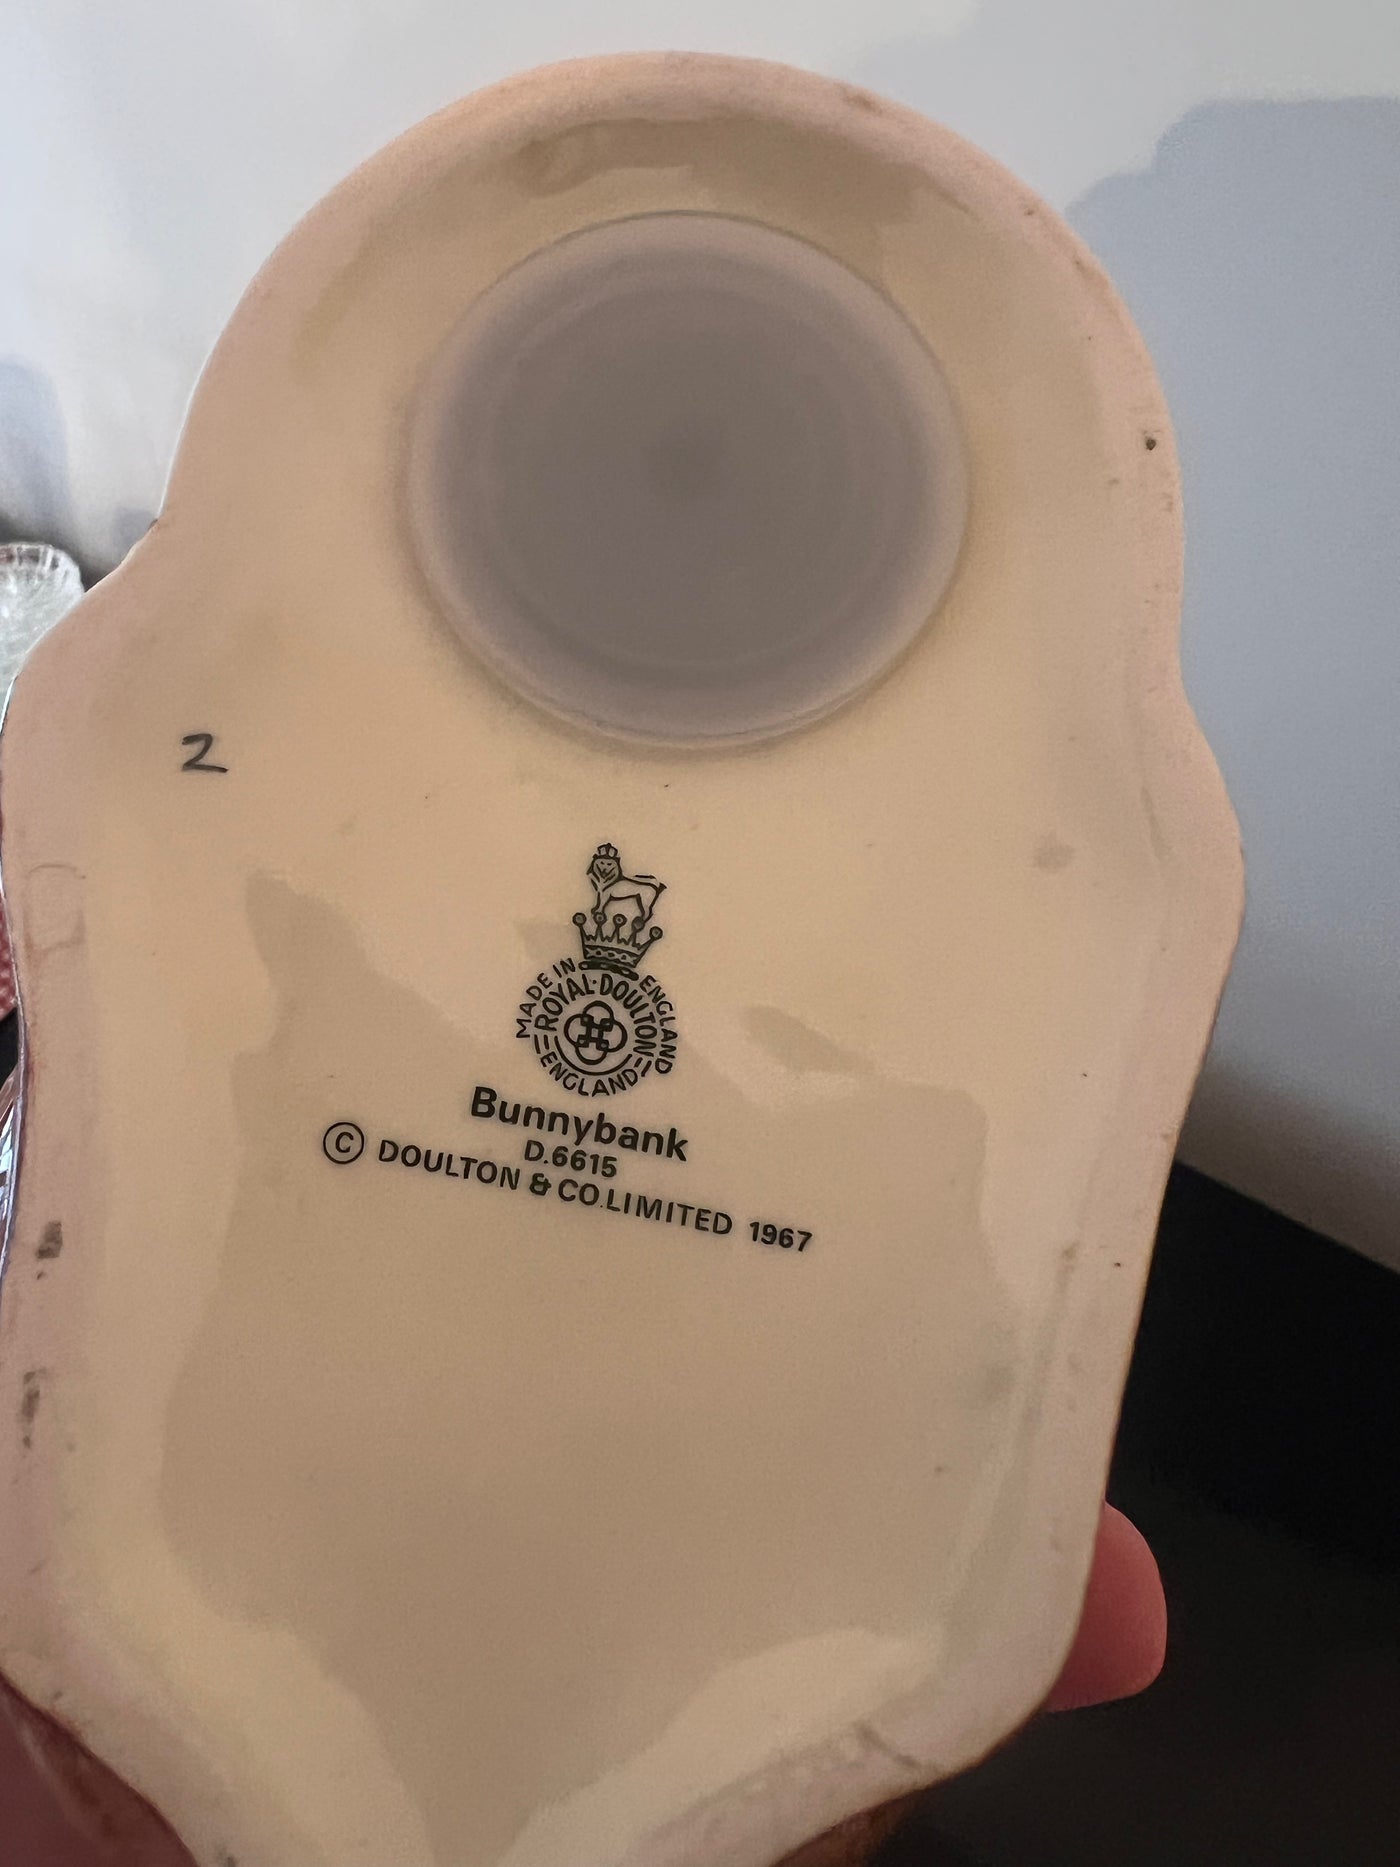 2
MADE IN ENGLAND
ROYAL·DOULTON
ENGLAND
Bunnybank
D.6615
© DOULTON & CO.LIMITED 1967